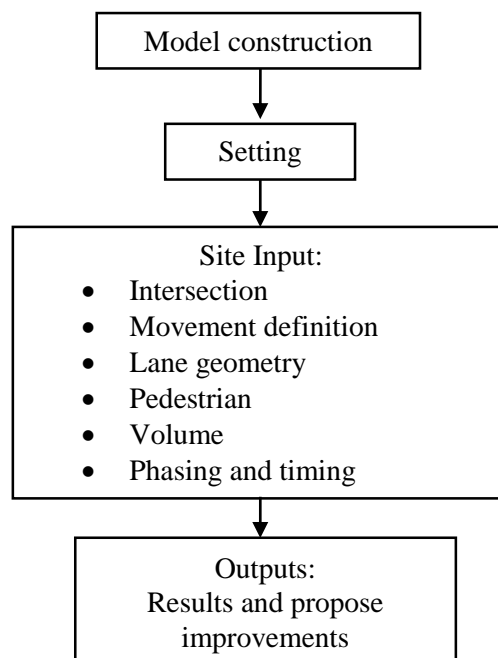 Model construction
Setting
Site Input:
• Intersection
• Movement definition
• Lane geometry
• Pedestrian
• Volume
• Phasing and timing
Outputs:
Results and propose
improvements